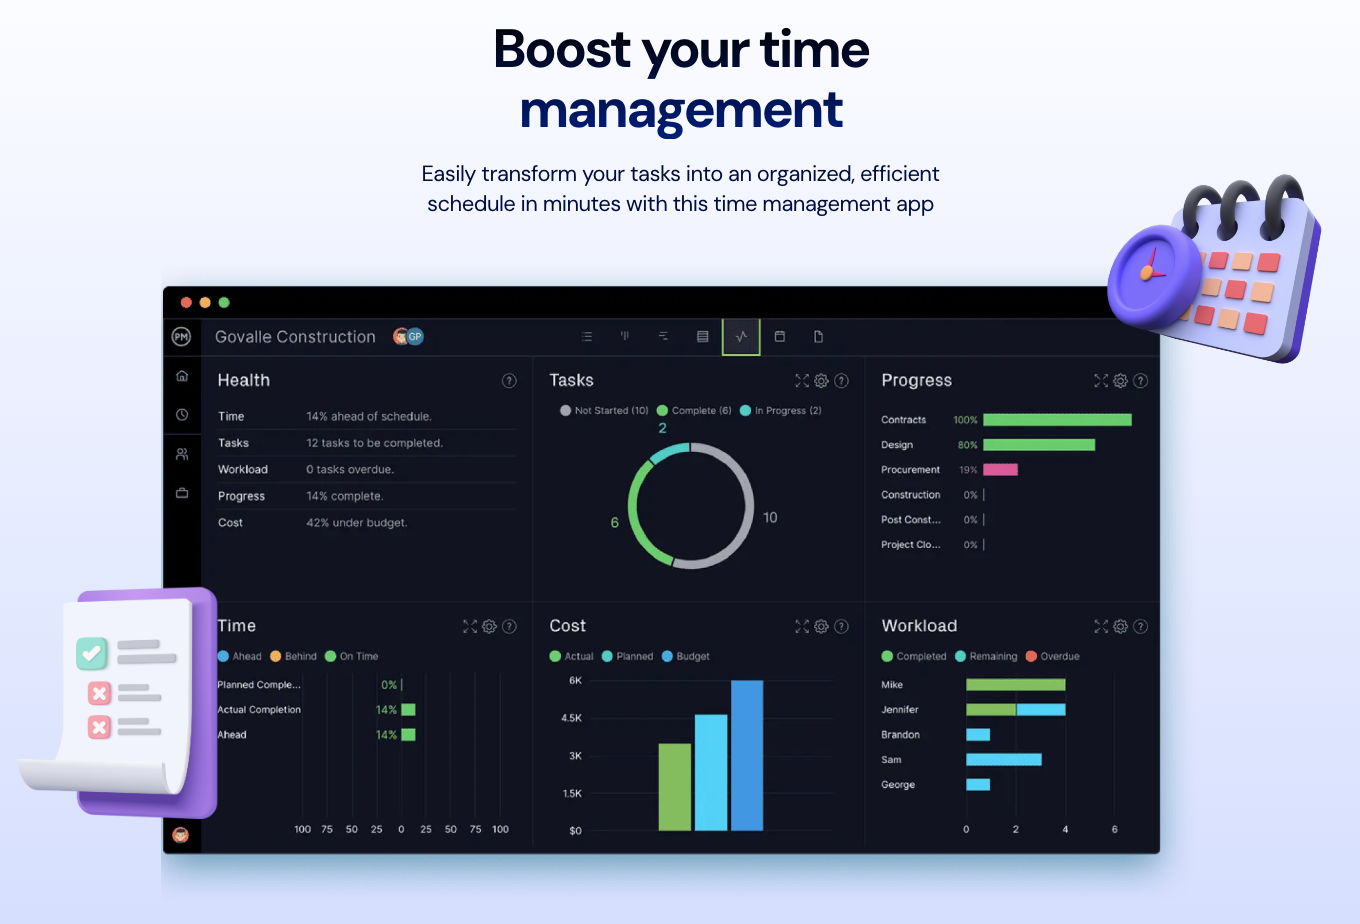 Boost your time
management
Easily transform your tasks into an organized, efficient
schedule in minutes with this time management app
PM
Govalle Construction
GP
Health
?
Time 14% ahead of schedule.
Tasks 12 tasks to be completed.
Workload 0 tasks overdue.
Progress 14% complete.
Cost 42% under budget.
Tasks
?
Not Started (10) Complete (6) In Progress (2)
2
6
10
Progress
?
Contracts 100%
Design 80%
Procurement 19%
Construction 0%
Post Const... 0%
Project Clo... 0%
Time
?
Ahead Behind On Time
Planned Comple... 0%
Actual Completion 14%
Ahead 14%
100 75 50 25 0 25 50 75 100
Cost
?
Actual Planned Budget
6K
4.5K
3K
1.5K
$0
Workload
?
Completed Remaining Overdue
Mike
Jennifer
Brandon
Sam
George
0 2 4 6